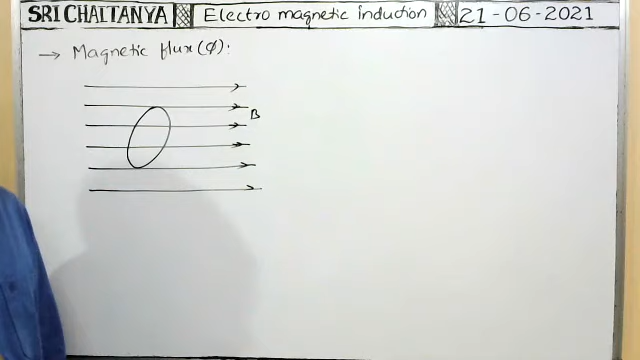 SRI CHAITANYA Electro magnetic induction 21-06-2021
→ Magnetic flux (ϕ):
B